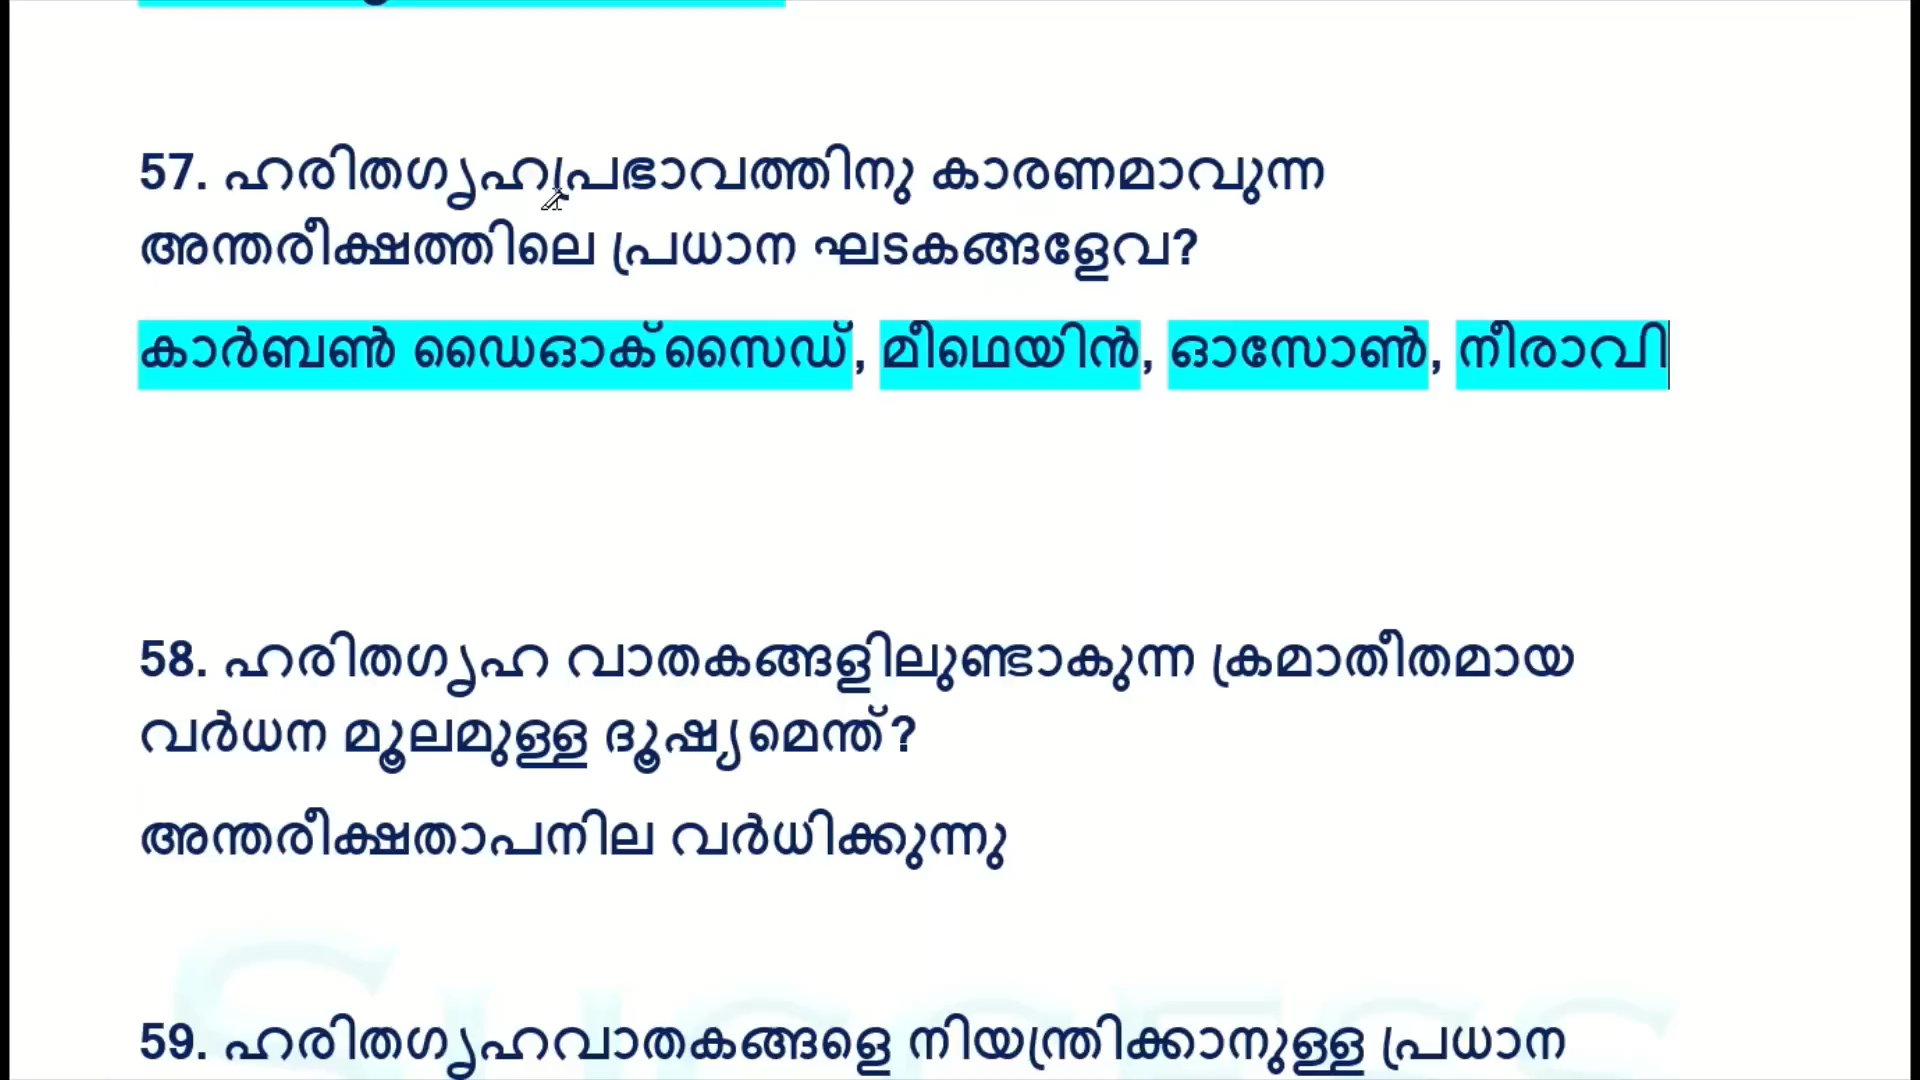 57. ഹരിതഗൃഹപ്രഭാവത്തിനു കാരണമാവുന്ന
അന്തരീക്ഷത്തിലെ പ്രധാന ഘടകങ്ങളേവ?
കാർബൺ ഡൈഓക്സൈഡ്, മീഥെയിൻ, ഓസോൺ, നീരാവി
58. ഹരിതഗൃഹ വാതകങ്ങളിലുണ്ടാകുന്ന ക്രമാതീതമായ
വർധന മൂലമുള്ള ദൂഷ്യമെന്ത്?
അന്തരീക്ഷതാപനില വർധിക്കുന്നു
59. ഹരിതഗൃഹവാതകങ്ങളെ നിയന്ത്രിക്കാനുള്ള പ്രധാന
Success